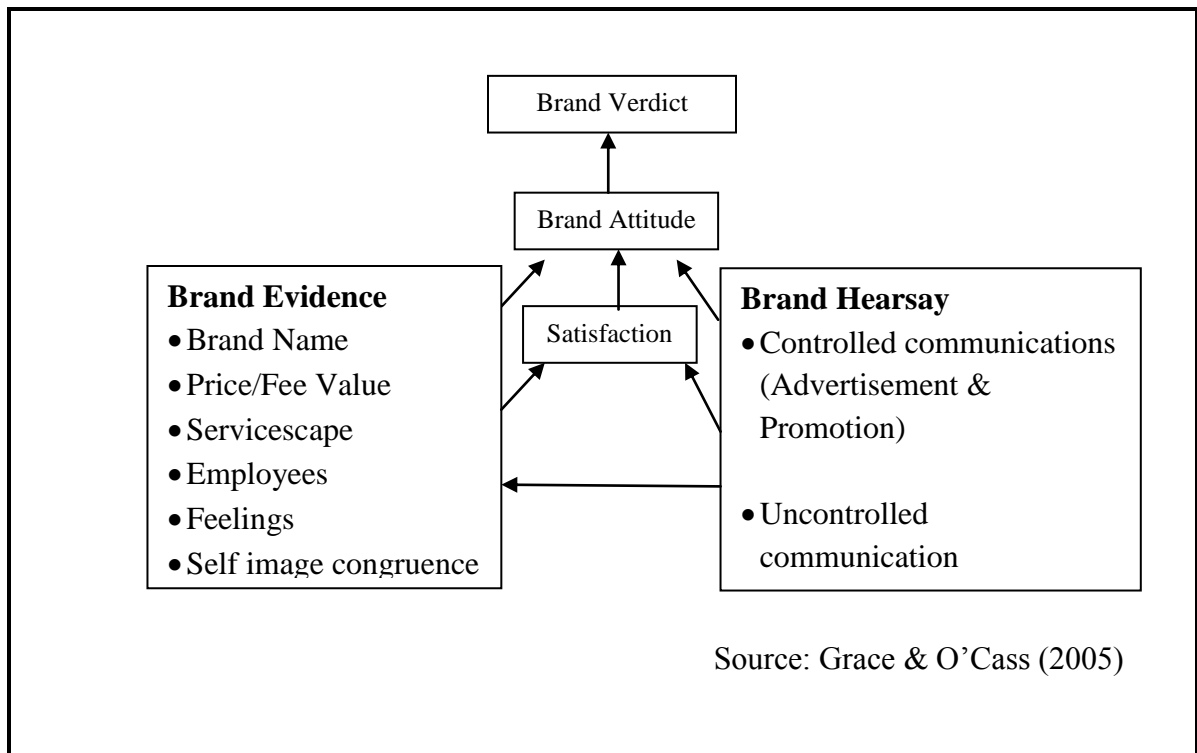 Brand Verdict
Brand Attitude
Brand Evidence
•Brand Name
•Price/Fee Value
•Servicescape
•Employees
•Feelings
•Self image congruence
Satisfaction
Brand Hearsay
•Controlled communications
(Advertisement &
Promotion)
•Uncontrolled
communication
Source: Grace & O’Cass (2005)